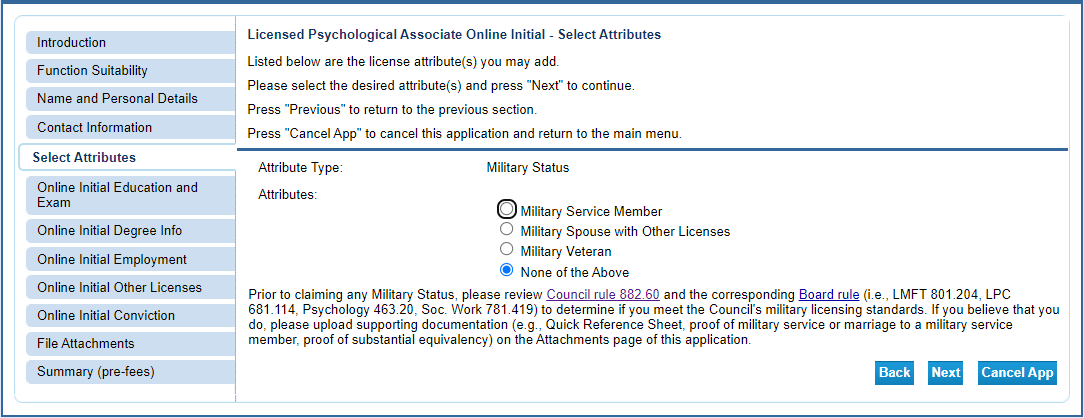 Introduction
Function Suitability
Name and Personal Details
Contact Information
Select Attributes
Online Initial Education and
Exam
Online Initial Degree Info
Online Initial Employment
Online Initial Other Licenses
Online Initial Conviction
File Attachments
Summary (pre-fees)
Licensed Psychological Associate Online Initial - Select Attributes
Listed below are the license attribute(s) you may add.
Please select the desired attribute(s) and press "Next" to continue.
Press "Previous" to return to the previous section.
Press "Cancel App" to cancel this application and return to the main menu.
Attribute Type: Military Status
Attributes:
Military Service Member
Military Spouse with Other Licenses
Military Veteran
None of the Above
Prior to claiming any Military Status, please review Council rule 882.60 and the corresponding Board rule (i.e., LMFT 801.204, LPC
681.114, Psychology 463.20, Soc. Work 781.419) to determine if you meet the Council's military licensing standards. If you believe that you
do, please upload supporting documentation (e.g., Quick Reference Sheet, proof of military service or marriage to a military service
member, proof of substantial equivalency) on the Attachments page of this application.
Back Next Cancel App